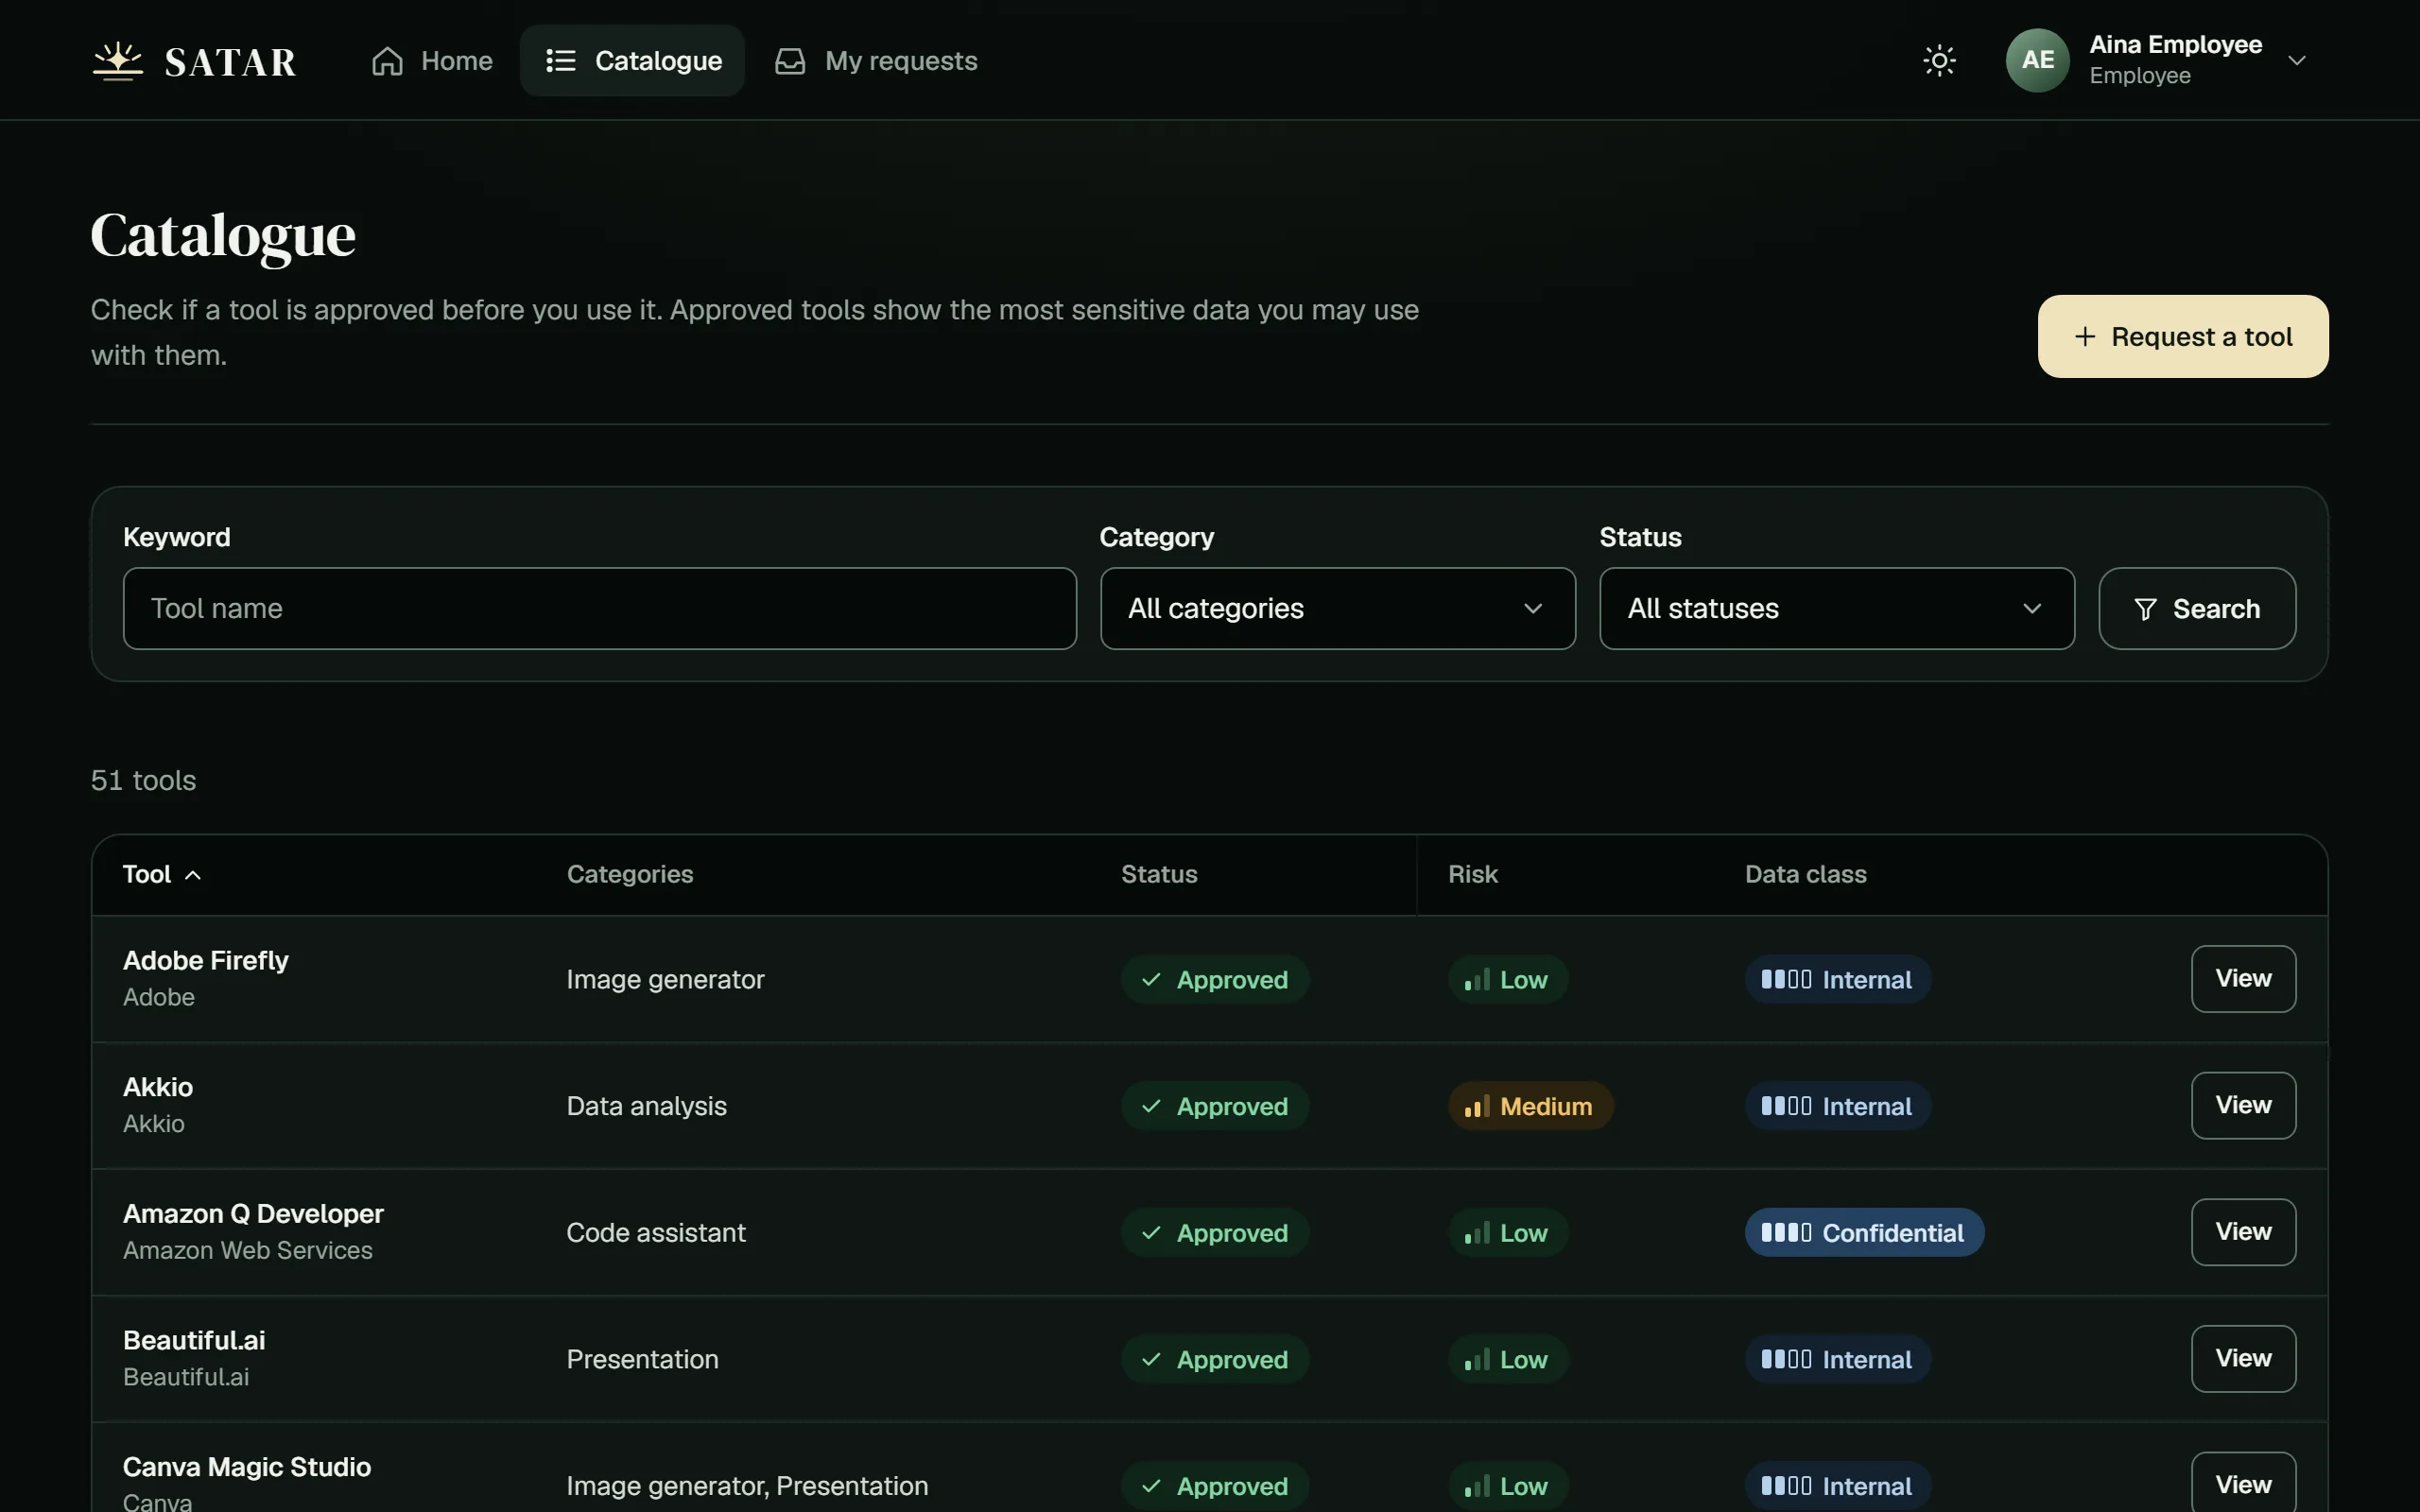 SATAR
Home
Catalogue
My requests
AE
Aina Employee
Employee
Catalogue
Check if a tool is approved before you use it. Approved tools show the most sensitive data you may use
with them.
Request a tool
Keyword
Category
Status
Tool name
All categories
All statuses
Search
51 tools
Tool
Categories
Status
Risk
Data class
Adobe Firefly
Adobe
Image generator
Approved
Low
Internal
View
Akkio
Akkio
Data analysis
Approved
Medium
Internal
View
Amazon Q Developer
Amazon Web Services
Code assistant
Approved
Low
Confidential
View
Beautiful.ai
Beautiful.ai
Presentation
Approved
Low
Internal
View
Canva Magic Studio
Canva
Image generator, Presentation
Approved
Low
Internal
View